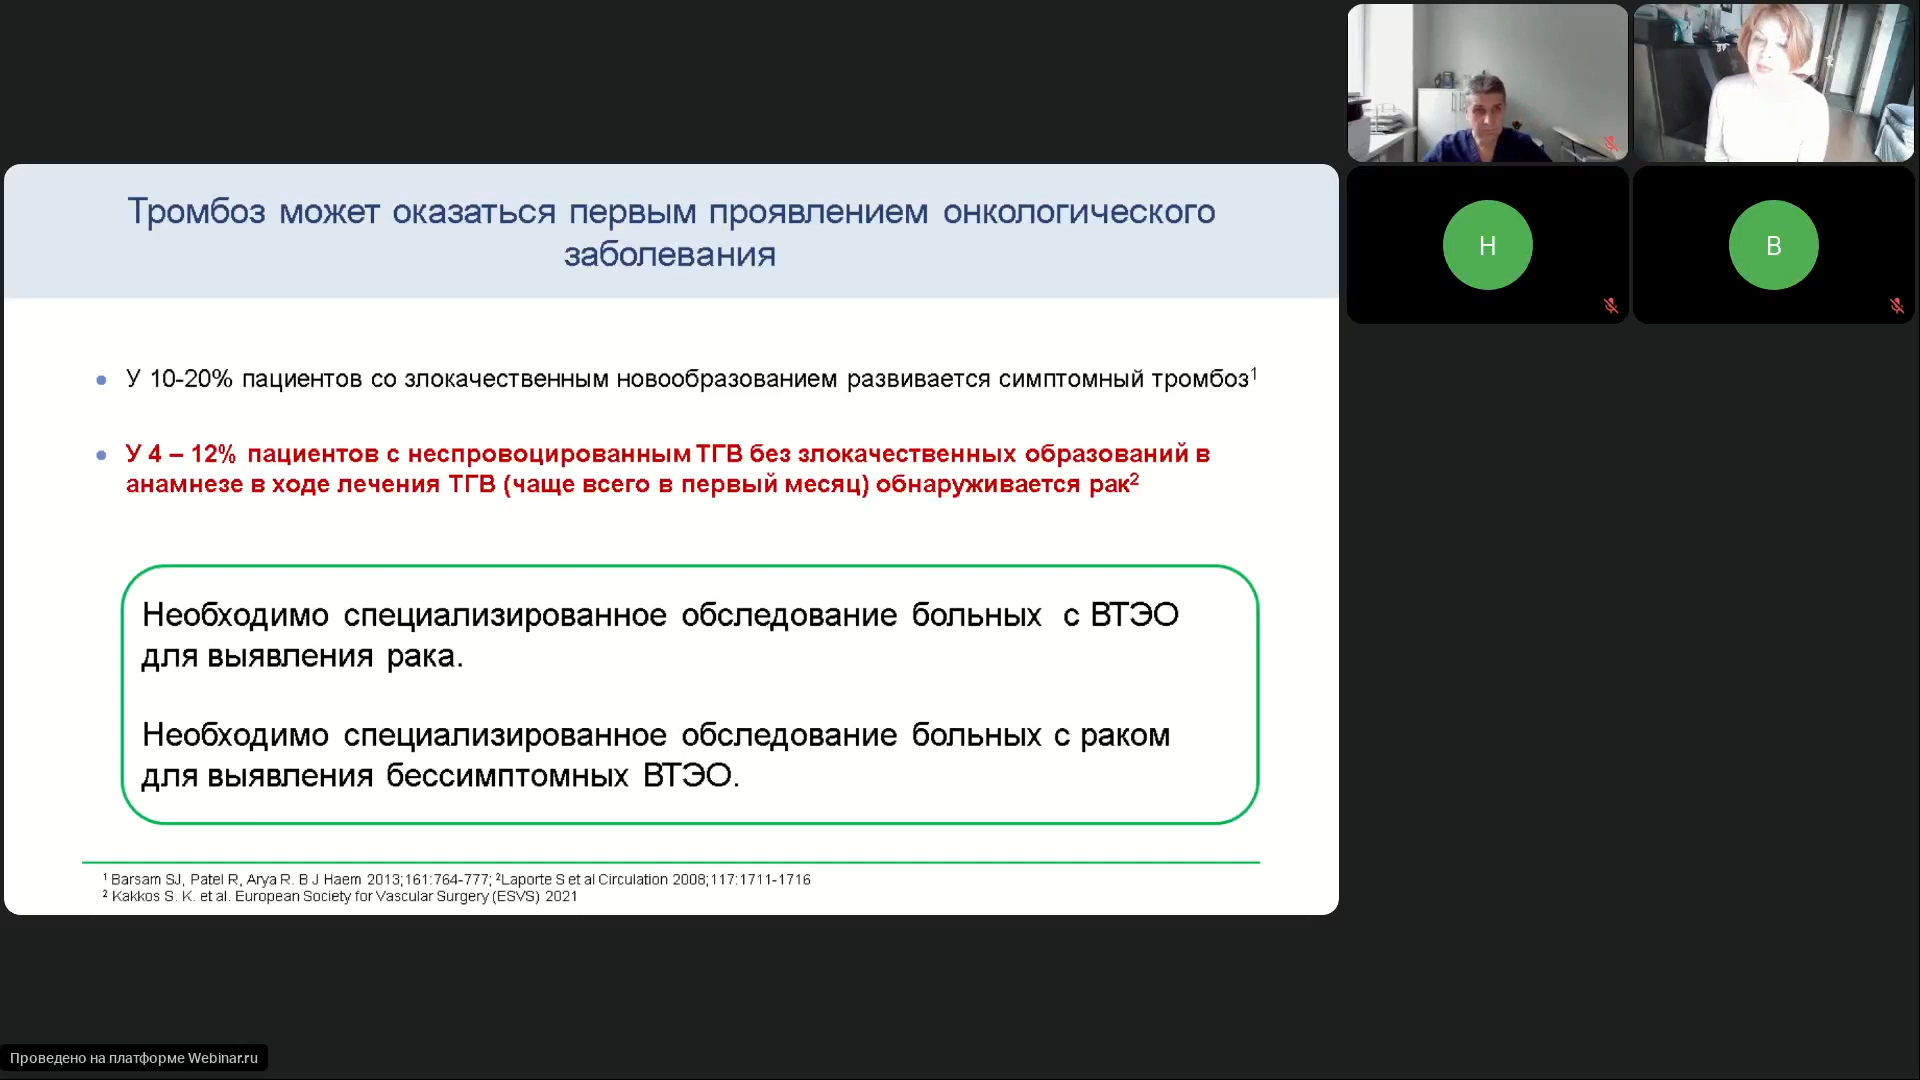 Тромбоз может оказаться первым проявлением онкологического
заболевания
У 10-20% пациентов со злокачественным новообразованием развивается симптомный тромбоз¹
У 4 – 12% пациентов с неспровоцированным ТГВ без злокачественных образований в
анамнезе в ходе лечения ТГВ (чаще всего в первый месяц) обнаруживается рак²
Необходимо специализированное обследование больных с ВТЭО
для выявления рака.
Необходимо специализированное обследование больных с раком
для выявления бессимптомных ВТЭО.
¹ Barsam SJ, Patel R, Arya R. B J Haem 2013;161:764-777; ²Laporte S et al Circulation 2008;117:1711-1716
² Kakkos S. K. et al. European Society for Vascular Surgery (ESVS) 2021
Н
В
Проведено на платформе Webinar.ru